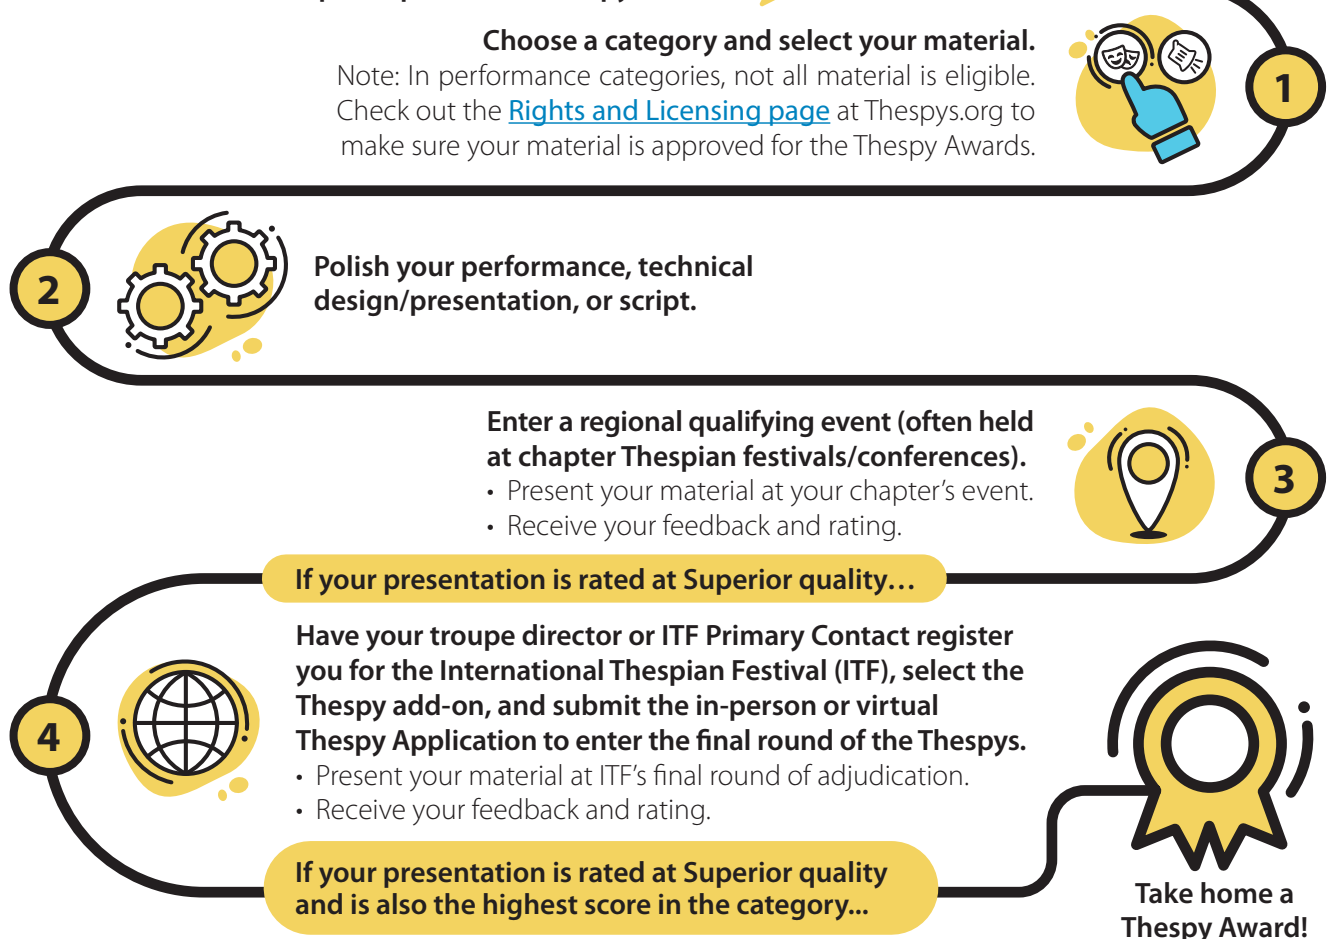 Choose a category and select your material.
Note: In performance categories, not all material is eligible.
Check out the Rights and Licensing page at Thespys.org to
make sure your material is approved for the Thespy Awards.
1
2
Polish your performance, technical
design/presentation, or script.
Enter a regional qualifying event (often held
at chapter Thespian festivals/conferences).
• Present your material at your chapter’s event.
• Receive your feedback and rating.
3
If your presentation is rated at Superior quality…
Have your troupe director or ITF Primary Contact register
you for the International Thespian Festival (ITF), select the
Thespy add-on, and submit the in-person or virtual
Thespy Application to enter the final round of the Thespys.
• Present your material at ITF’s final round of adjudication.
• Receive your feedback and rating.
4
If your presentation is rated at Superior quality
and is also the highest score in the category...
Take home a
Thespy Award!